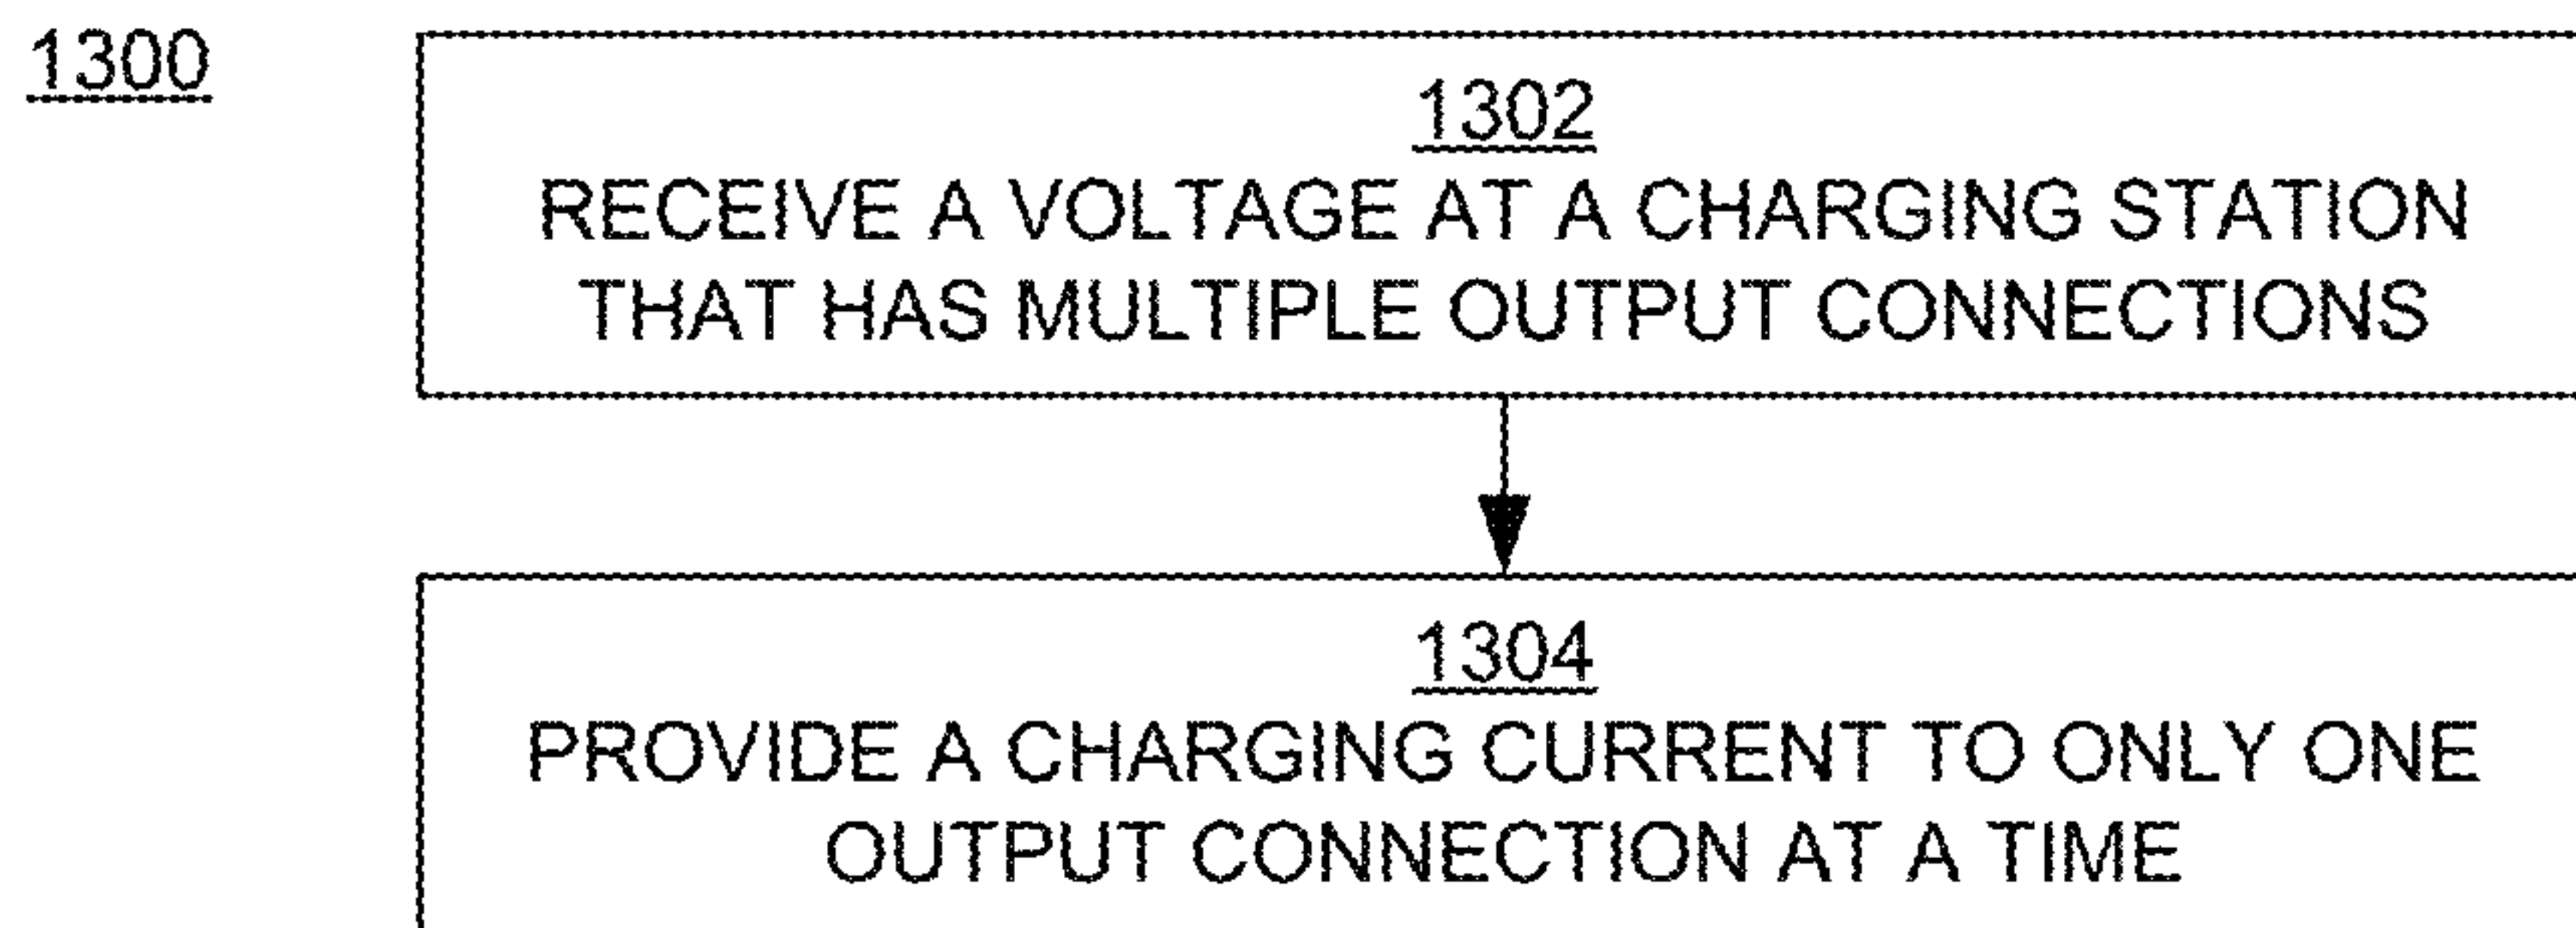 1300
1302
RECEIVE A VOLTAGE AT A CHARGING STATION
THAT HAS MULTIPLE OUTPUT CONNECTIONS
1304
PROVIDE A CHARGING CURRENT TO ONLY ONE
OUTPUT CONNECTION AT A TIME